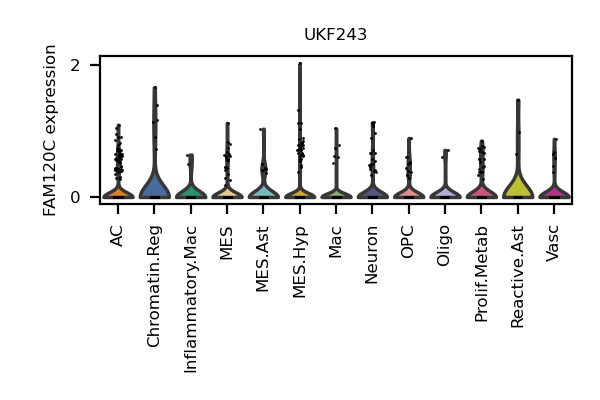 UKF243
FAM120C expression
2
0
AC
Chromatin.Reg
Inflammatory.Mac
MES
MES.Ast
MES.Hyp
Mac
Neuron
OPC
Oligo
Prolif.Metab
Reactive.Ast
Vasc